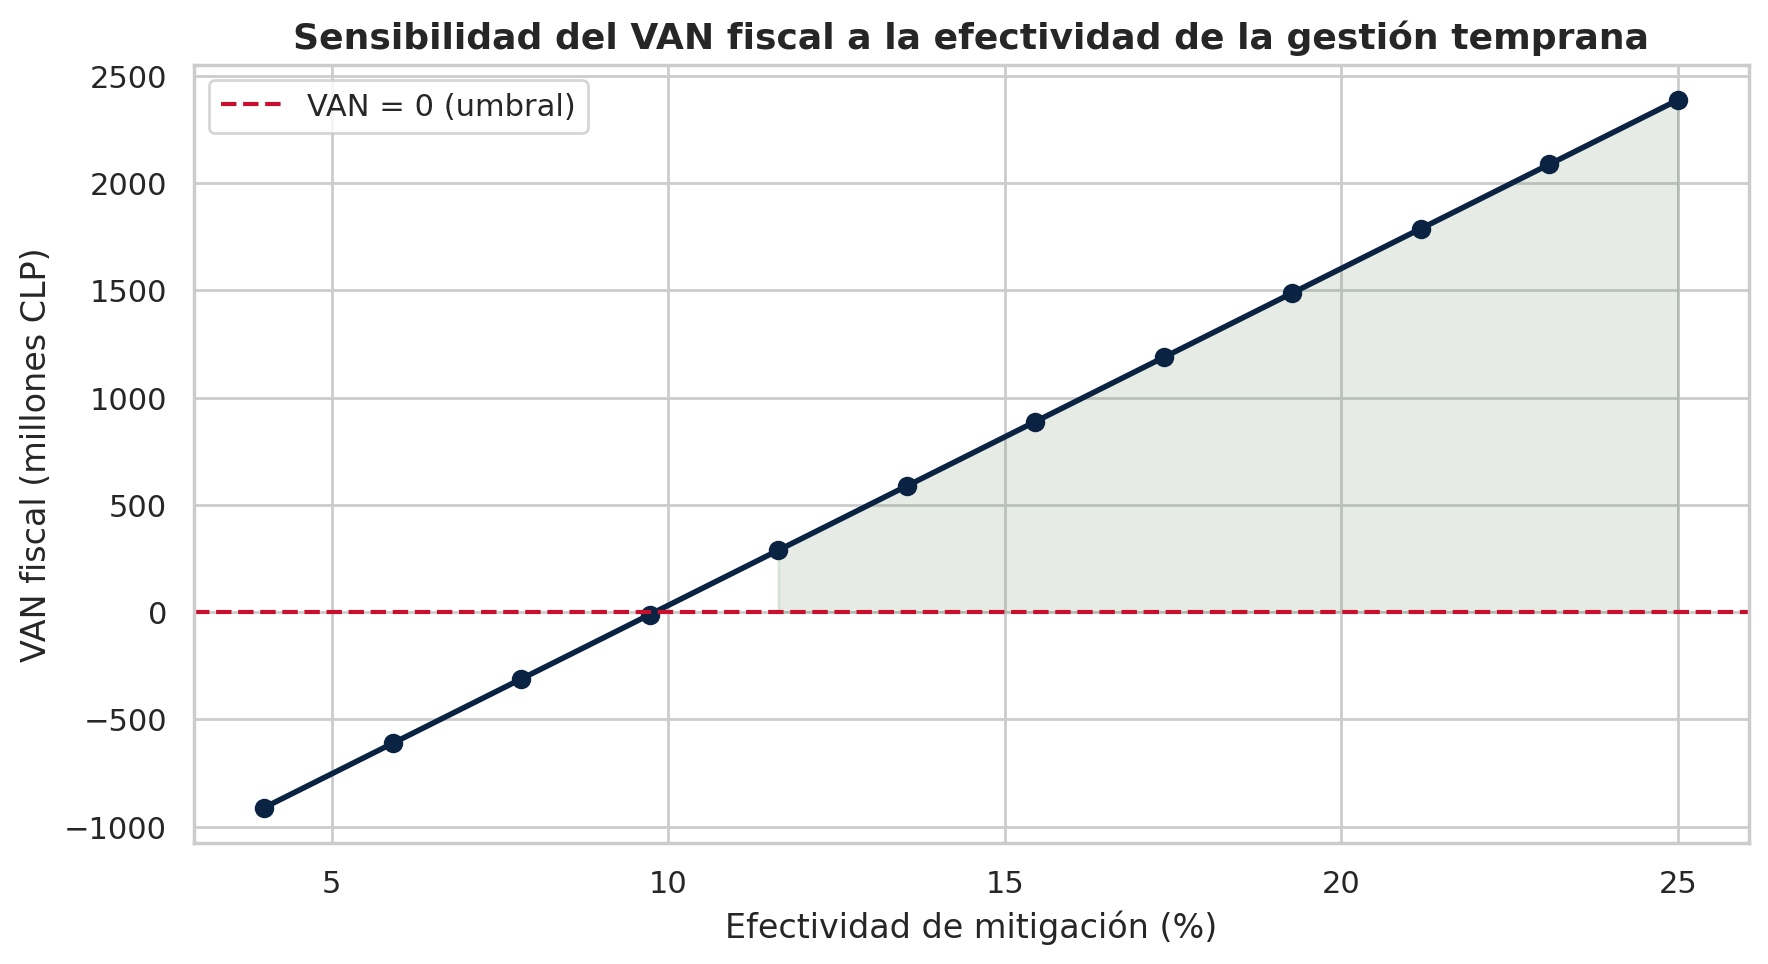 Sensibilidad del VAN fiscal a la efectividad de la gestión temprana
VAN = 0 (umbral)
VAN fiscal (millones CLP)
2500
2000
1500
1000
500
0
−500
−1000
5 10 15 20 25
Efectividad de mitigación (%)